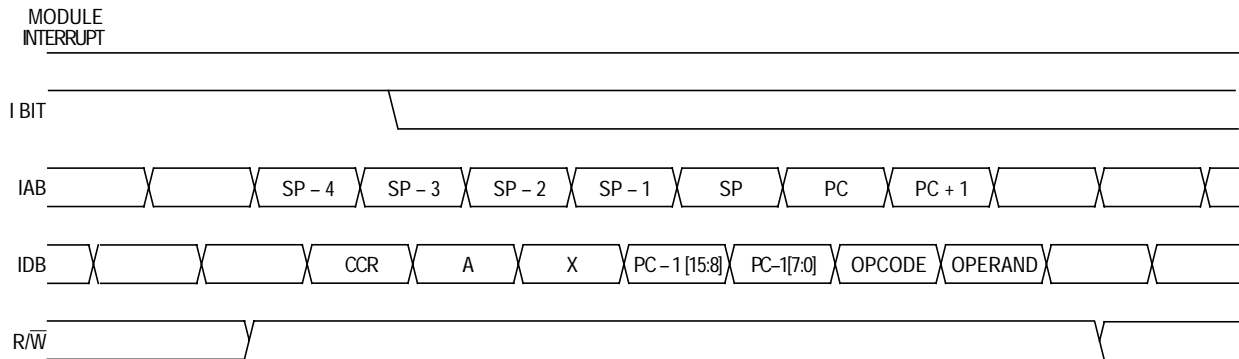 MODULE
INTERRUPT
I BIT
IAB SP – 4 SP – 3 SP – 2 SP – 1 SP PC PC + 1
IDB CCR A X PC – 1 [15:8] PC–1[7:0] OPCODE OPERAND
R/W̅